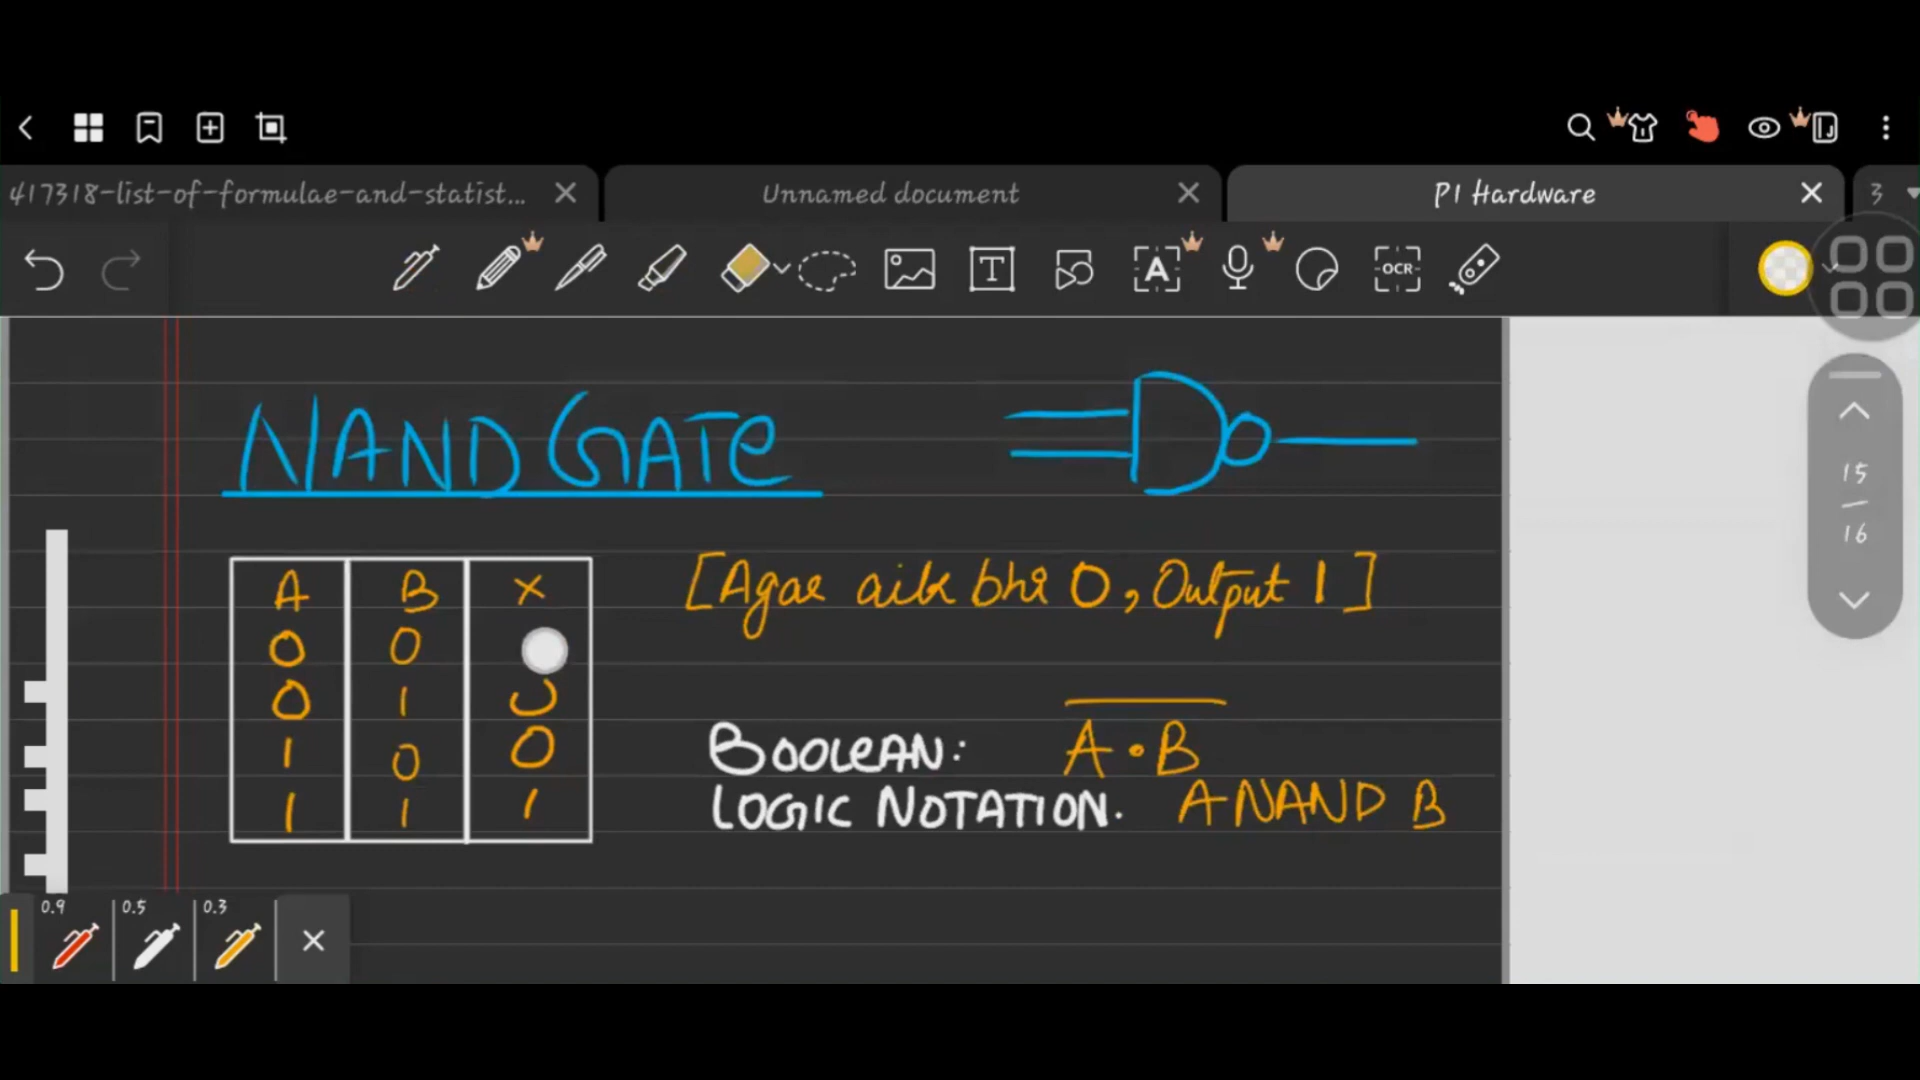 417318-list-of-formulae-and-statist...
Unnamed document
P1 Hardware
3
T
A
OCR
NAND GATE
15
16
A B X
[Agar aik bhi 0, Output 1]
0 0
0 1
1 0 0
1 1 1
BOOLEAN: A•B
LOGIC NOTATION. A NAND B
0.9 0.5 0.3